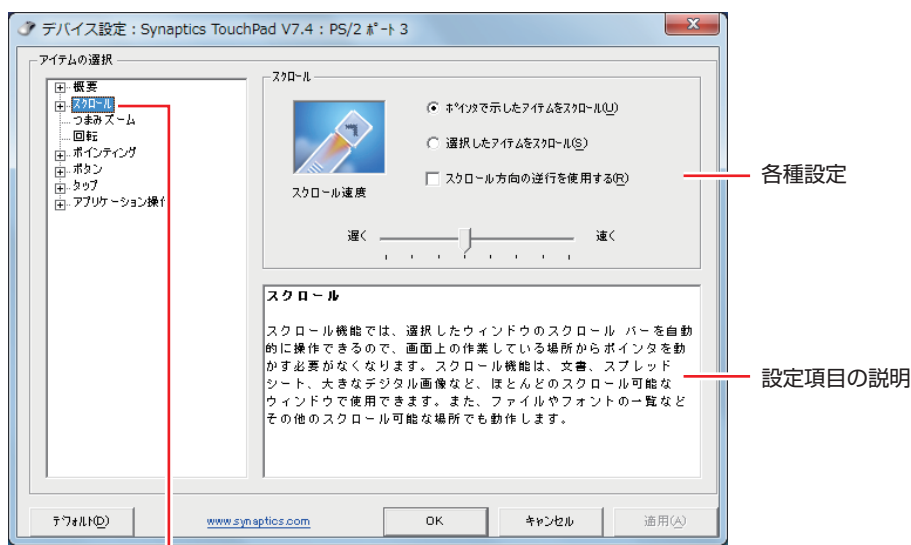 デバイス設定：Synaptics TouchPad V7.4：PS/2 ﾎﾟｰﾄ 3
アイテムの選択
概要
ｽｸﾛｰﾙ
つまみズーム
回転
ポインティング
ボタン
タップ
アプリケーション操作
ｽｸﾛｰﾙ
ﾎﾟｲﾝﾀで示したｱｲﾃﾑをｽｸﾛｰﾙ(U)
選択したｱｲﾃﾑをｽｸﾛｰﾙ(S)
スクロール方向の逆行を使用する(R)
スクロール速度
遅く
速く
各種設定
スクロール
スクロール機能では、選択したウィンドウのスクロール バーを自動
的に操作できるので、画面上の作業している場所からポインタを動
かす必要がなくなります。スクロール機能は、文書、スプレッド
シート、大きなデジタル画像など、ほとんどのスクロール可能な
ウィンドウで使用できます。また、ファイルやフォントの一覧など
その他のスクロール可能な場所でも動作します。
設定項目の説明
ﾃﾞﾌｫﾙﾄ(D)
www.synaptics.com
OK
キャンセル
適用(A)